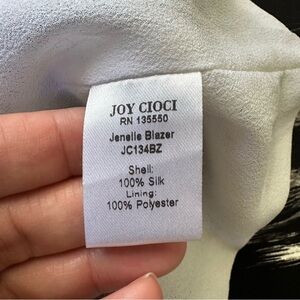 JOY CIOCI
RN 135550
Jenelle Blazer
JC134BZ
Shell:
100% Silk
Lining:
100% Polyester